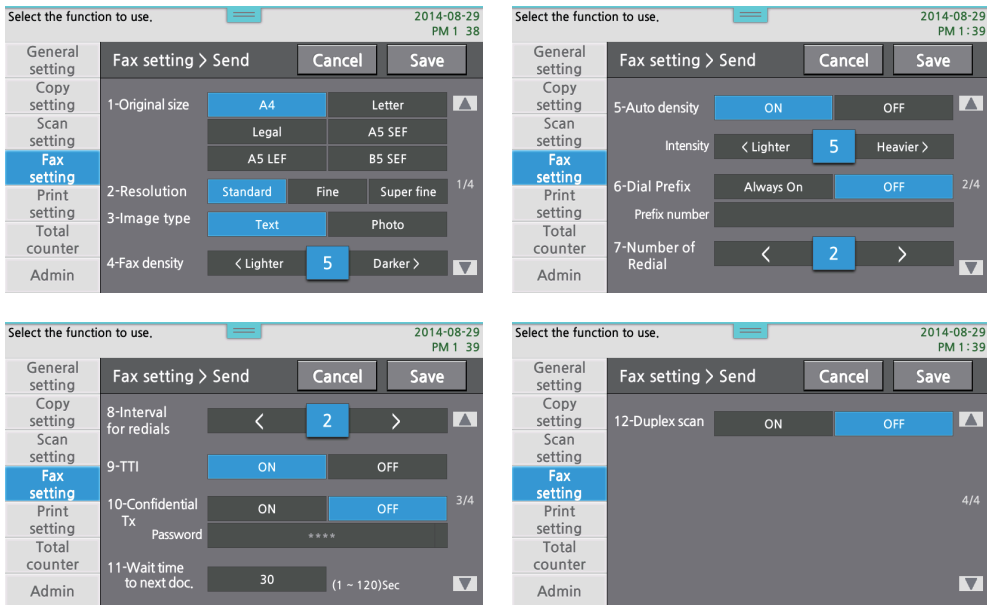 Select the function to use.
2014-08-29
PM 1 38
General
setting
Copy
setting
Scan
setting
Fax
setting
Print
setting
Total
counter
Admin
Fax setting > Send
Cancel
Save
1-Original size
A4
Letter
Legal
A5 SEF
A5 LEF
B5 SEF
2-Resolution
Standard
Fine
Super fine
1/4
3-Image type
Text
Photo
4-Fax density
< Lighter
5
Darker >
Select the function to use.
2014-08-29
PM 1:39
General
setting
Copy
setting
Scan
setting
Fax
setting
Print
setting
Total
counter
Admin
Fax setting > Send
Cancel
Save
5-Auto density
ON
OFF
Intensity
< Lighter
5
Heavier >
6-Dial Prefix
Always On
OFF
2/4
Prefix number
7-Number of
Redial
<
2
>
Select the function to use.
2014-08-29
PM 1 39
General
setting
Copy
setting
Scan
setting
Fax
setting
Print
setting
Total
counter
Admin
Fax setting > Send
Cancel
Save
8-Interval
for redials
<
2
>
9-TTI
ON
OFF
10-Confidential
Tx
ON
OFF
3/4
Password
****
11-Wait time
to next doc.
30
(1 ~ 120)Sec
Select the function to use.
2014-08-29
PM 1:39
General
setting
Copy
setting
Scan
setting
Fax
setting
Print
setting
Total
counter
Admin
Fax setting > Send
Cancel
Save
12-Duplex scan
ON
OFF
4/4